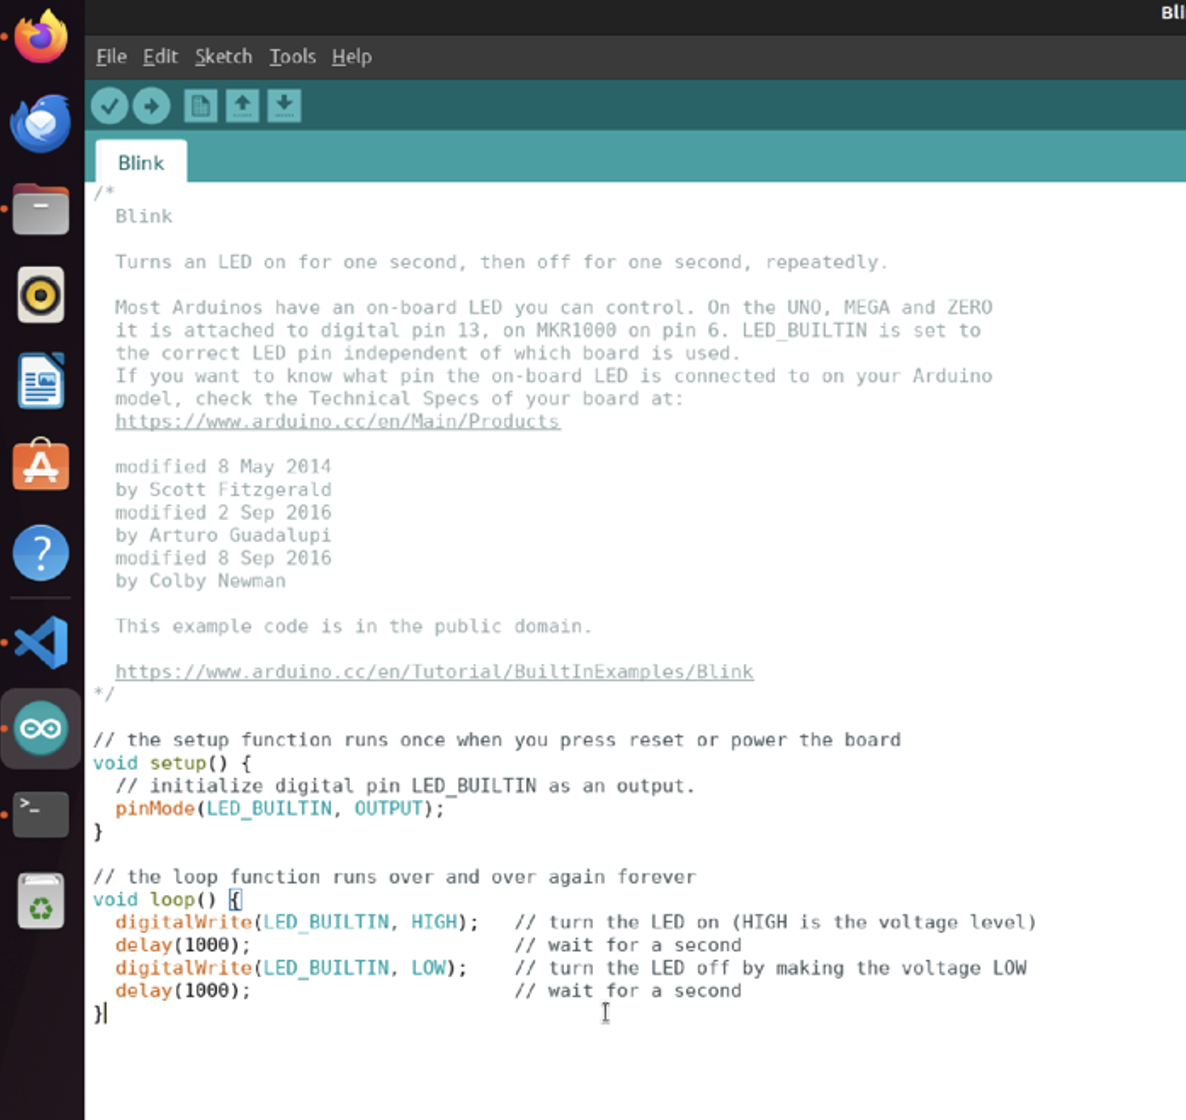 Bli
File Edit Sketch Tools Help
Blink
/*
  Blink

  Turns an LED on for one second, then off for one second, repeatedly.

  Most Arduinos have an on-board LED you can control. On the UNO, MEGA and ZERO
  it is attached to digital pin 13, on MKR1000 on pin 6. LED_BUILTIN is set to
  the correct LED pin independent of which board is used.
  If you want to know what pin the on-board LED is connected to on your Arduino
  model, check the Technical Specs of your board at:
  https://www.arduino.cc/en/Main/Products

  modified 8 May 2014
  by Scott Fitzgerald
  modified 2 Sep 2016
  by Arturo Guadalupi
  modified 8 Sep 2016
  by Colby Newman

  This example code is in the public domain.

  https://www.arduino.cc/en/Tutorial/BuiltInExamples/Blink
*/

// the setup function runs once when you press reset or power the board
void setup() {
  // initialize digital pin LED_BUILTIN as an output.
  pinMode(LED_BUILTIN, OUTPUT);
}

// the loop function runs over and over again forever
void loop() {
  digitalWrite(LED_BUILTIN, HIGH);   // turn the LED on (HIGH is the voltage level)
  delay(1000);                       // wait for a second
  digitalWrite(LED_BUILTIN, LOW);    // turn the LED off by making the voltage LOW
  delay(1000);                       // wait for a second
}